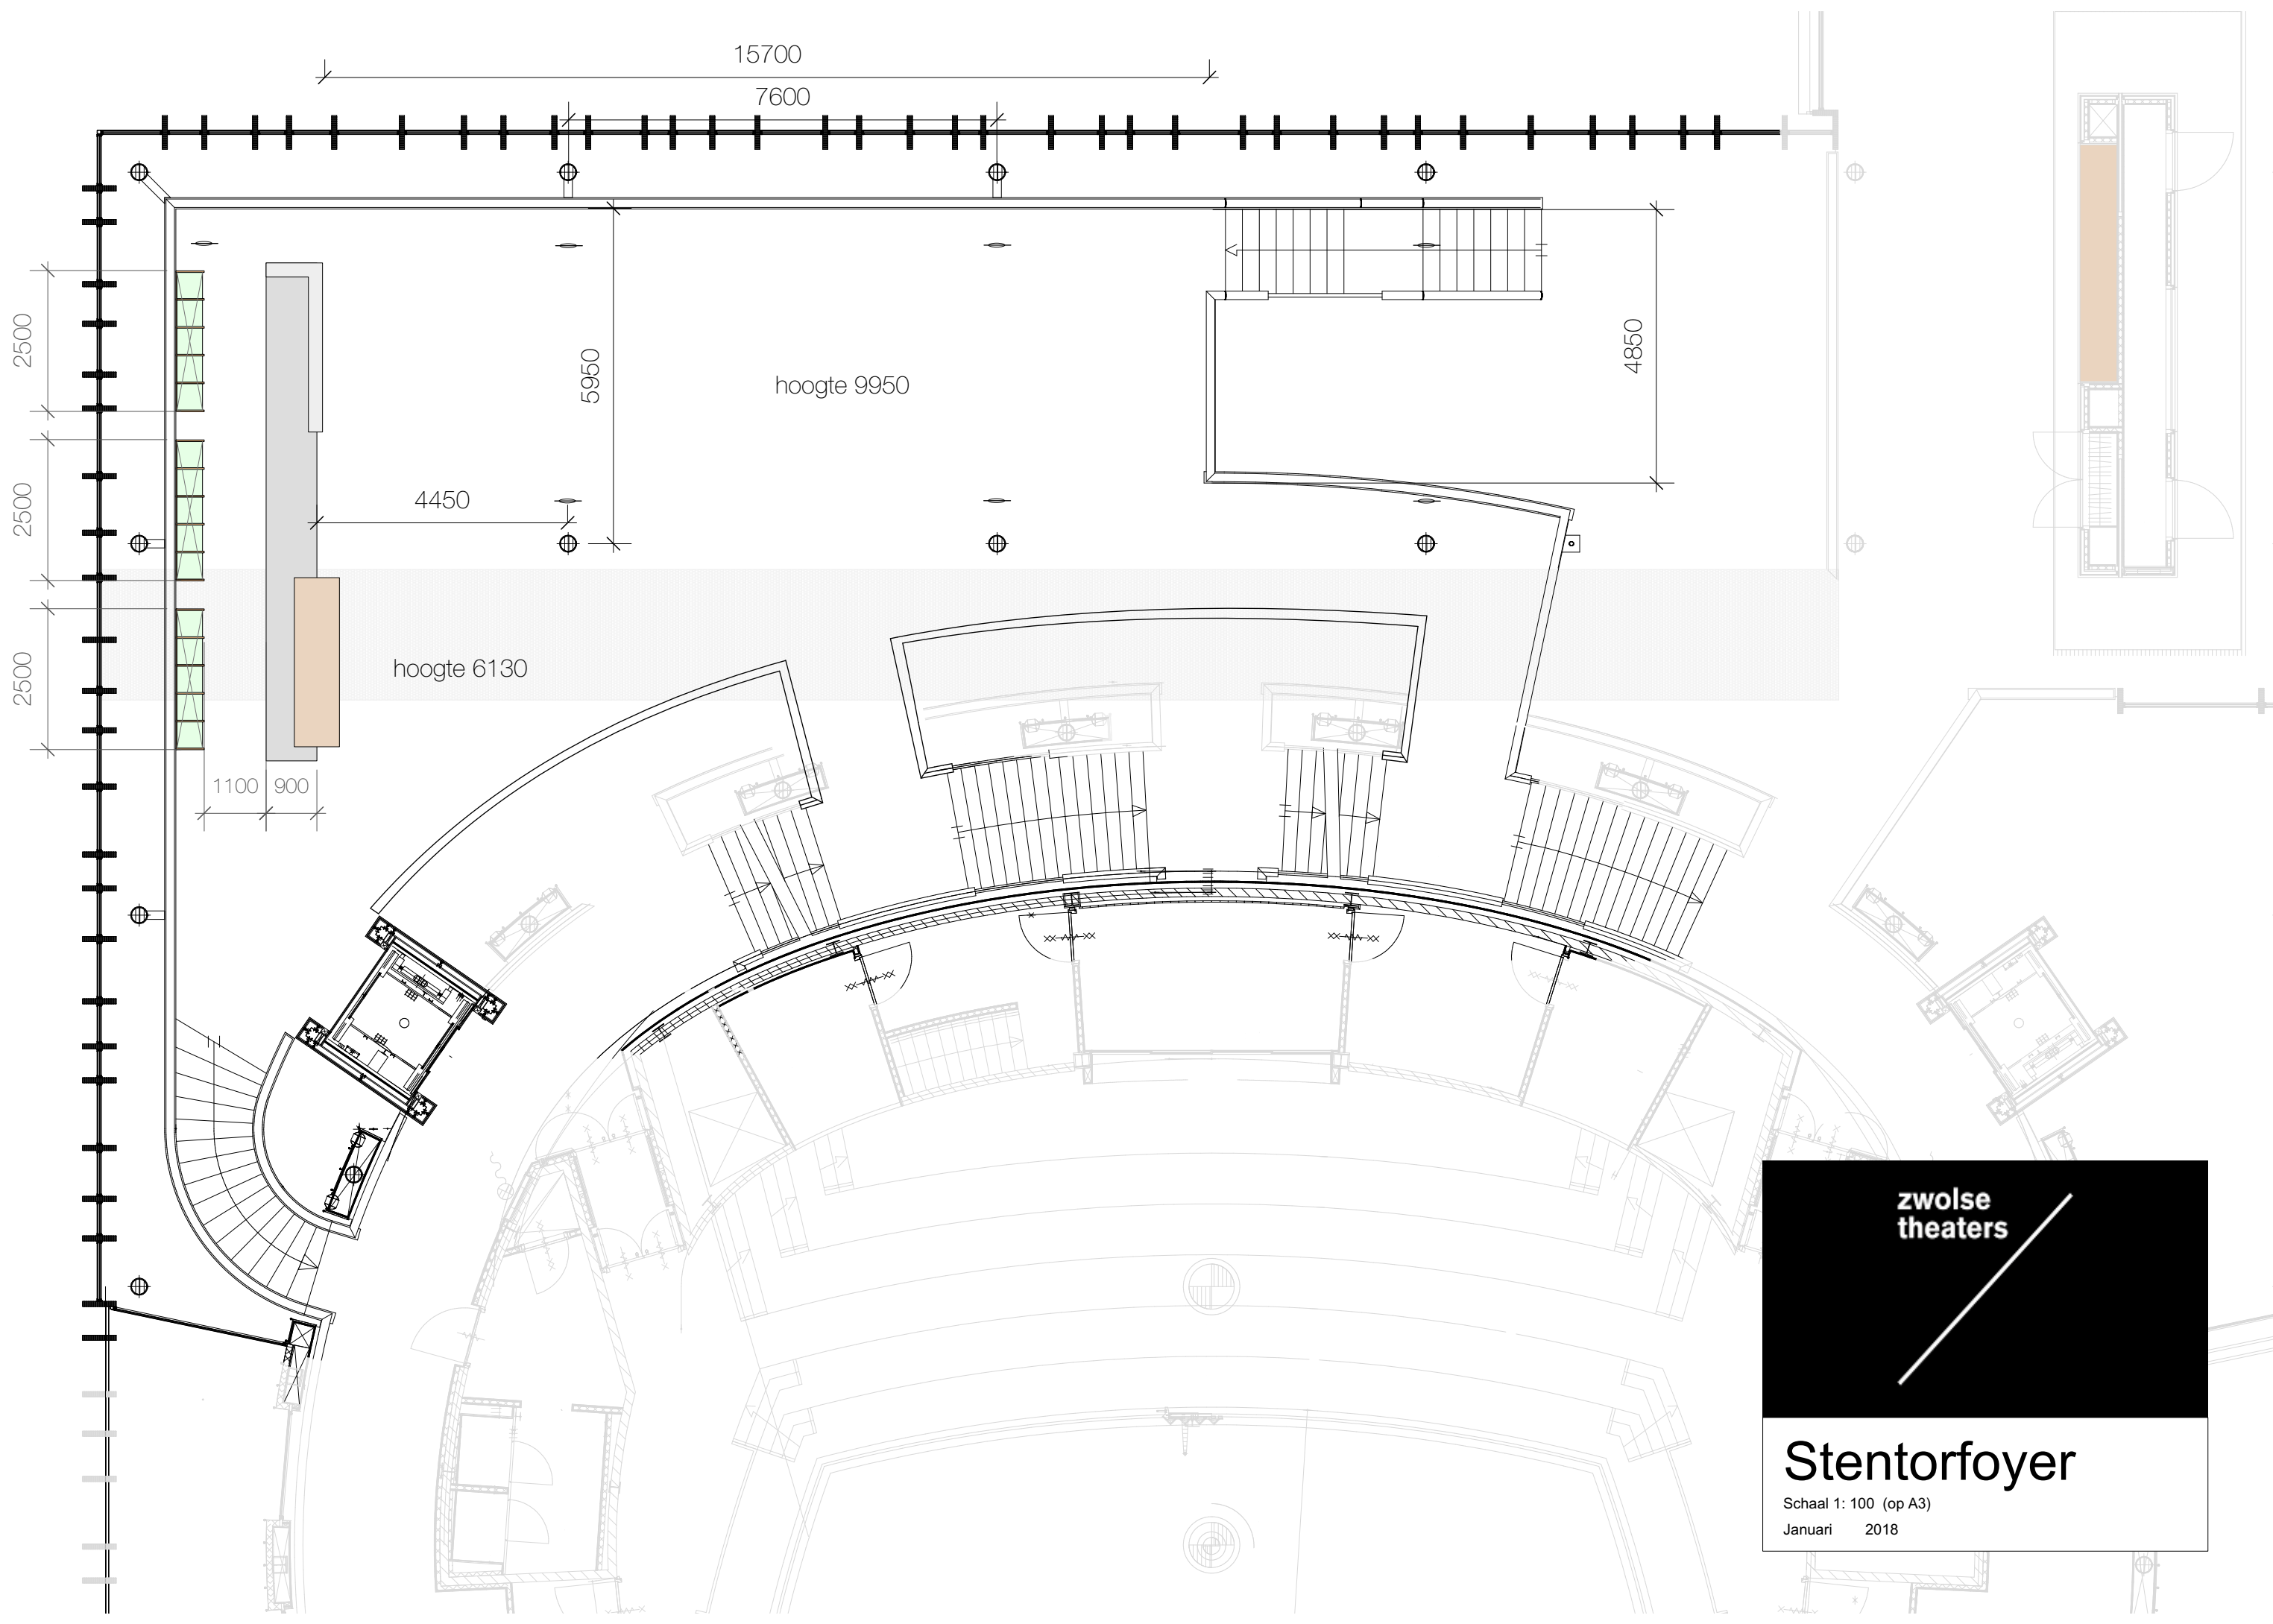 15700
7600
2500
2500
2500
5950
hoogte 9950
4850
4450
hoogte 6130
1100
900
zwolse
theaters
Stentorfoyer
Schaal 1: 100 (op A3)
Januari 2018